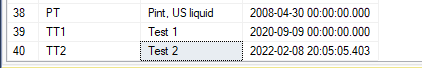 38 PT Pint, US liquid 2008-04-30 00:00:00.000
39 TT1 Test 1 2020-09-09 00:00:00.000
40 TT2 Test 2 2022-02-08 20:05:05.403